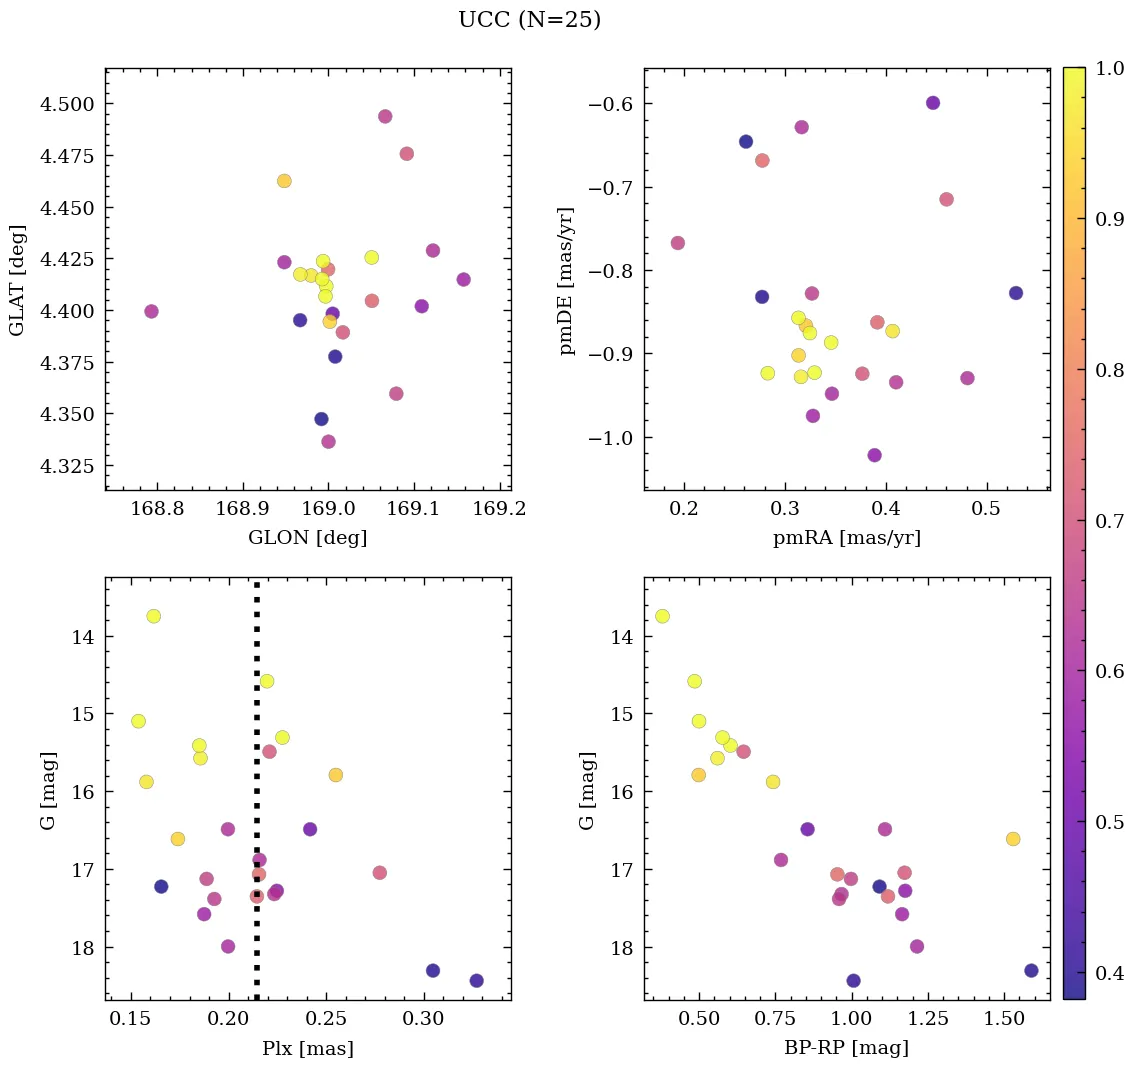 UCC (N=25)
4.500
4.475
4.450
4.425
4.400
4.375
4.350
4.325
GLAT [deg]
168.8 168.9 169.0 169.1 169.2
GLON [deg]
−0.6
−0.7
−0.8
−0.9
−1.0
pmDE [mas/yr]
0.2 0.3 0.4 0.5
pmRA [mas/yr]
1.0
0.9
0.8
0.7
0.6
0.5
0.4
14
15
16
17
18
G [mag]
0.15 0.20 0.25 0.30
Plx [mas]
14
15
16
17
18
G [mag]
0.50 0.75 1.00 1.25 1.50
BP-RP [mag]